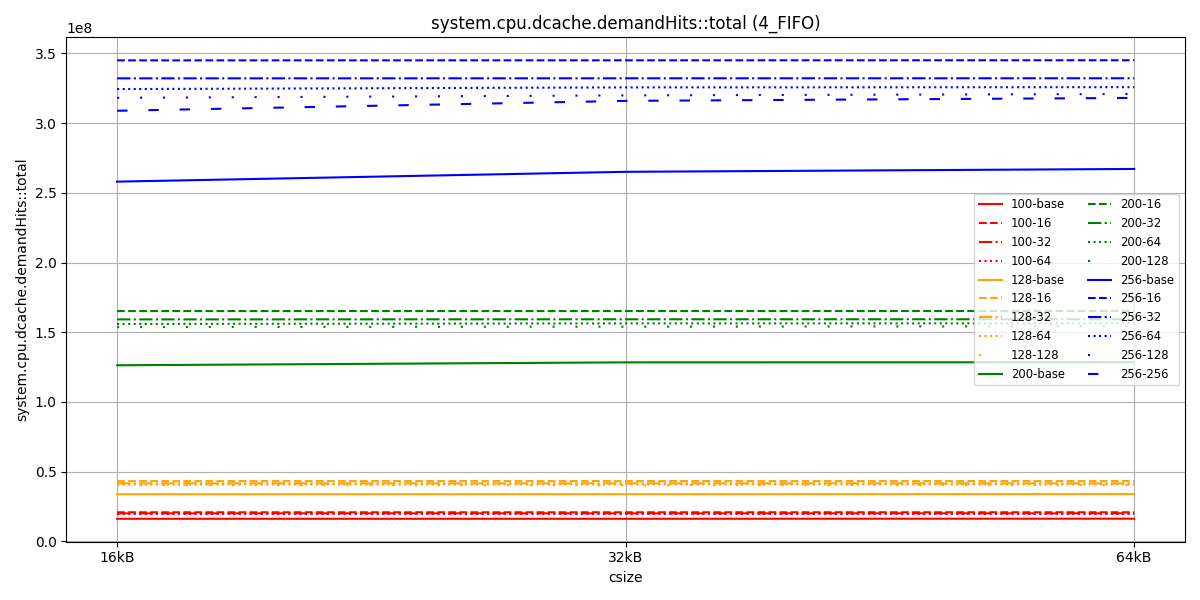 system.cpu.dcache.demandHits::total (4_FIFO)
1e8
3.5
3.0
2.5
2.0
1.5
1.0
0.5
0.0
system.cpu.dcache.demandHits::total
16kB
32kB
64kB
csize
100-base
100-16
100-32
100-64
128-base
128-16
128-32
128-64
128-128
200-base
200-16
200-32
200-64
200-128
256-base
256-16
256-32
256-64
256-128
256-256